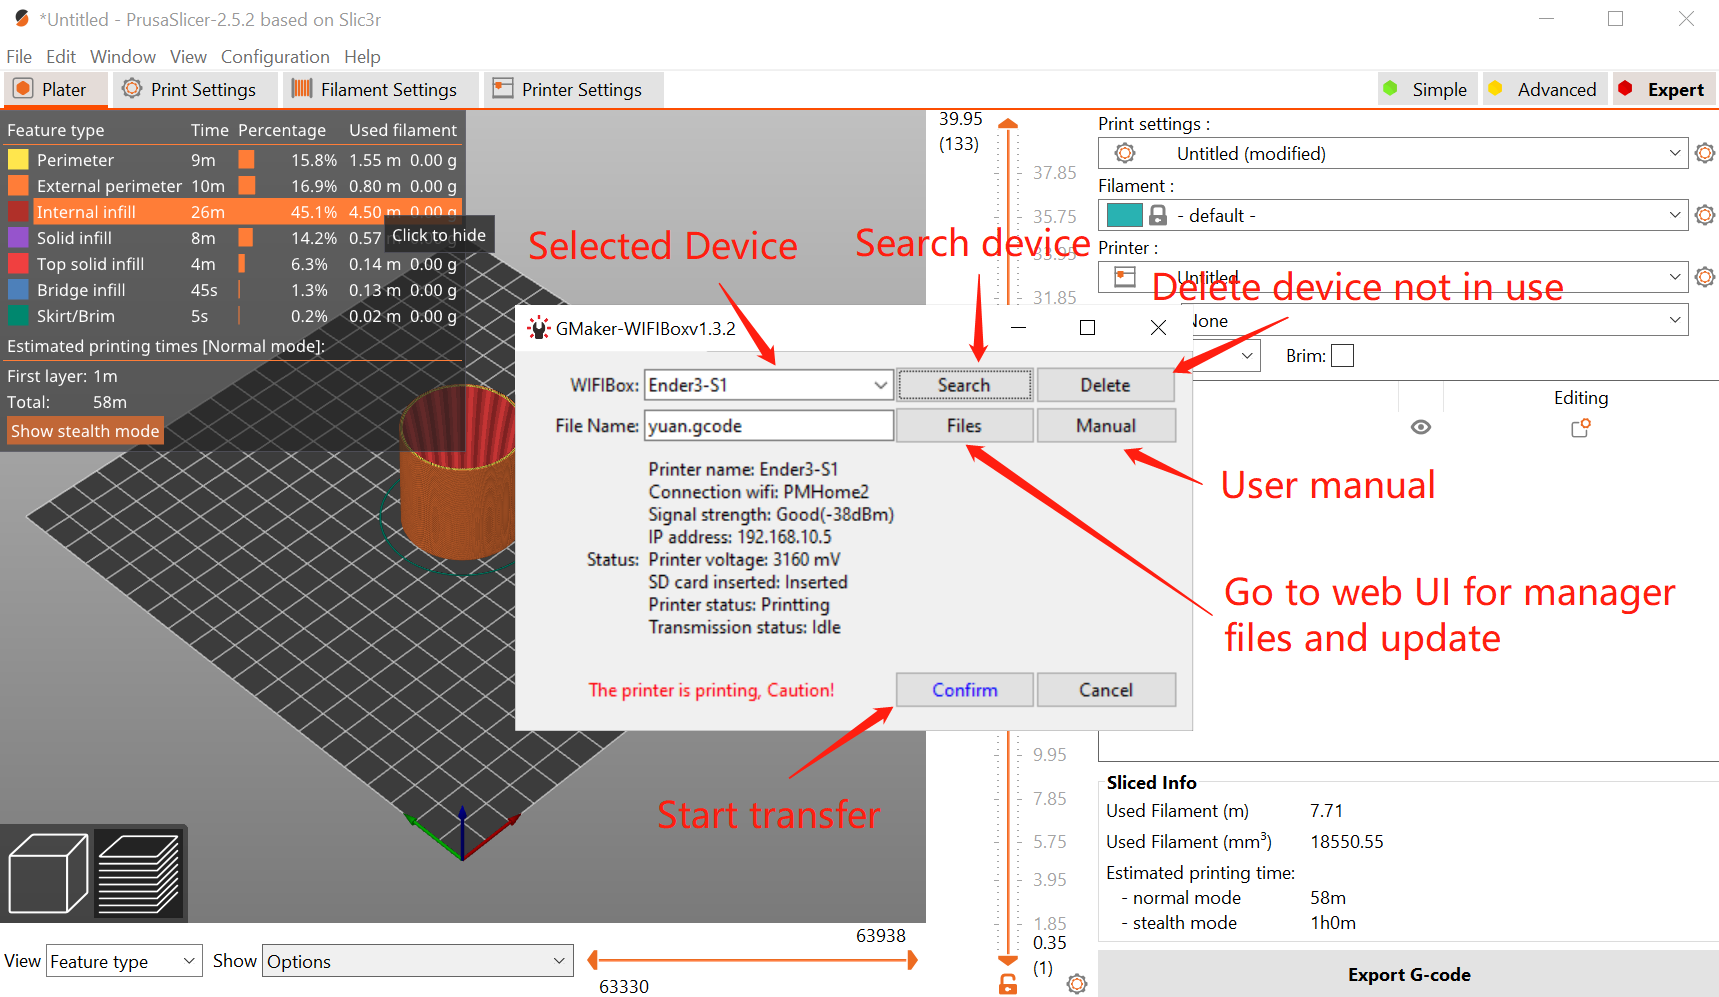 *Untitled - PrusaSlicer-2.5.2 based on Slic3r
File Edit Window View Configuration Help
Plater Print Settings Filament Settings Printer Settings Simple Advanced Expert
Feature type Time Percentage Used filament
Perimeter 9m 15.8% 1.55 m 0.00 g
External perimeter 10m 16.9% 0.80 m 0.00 g
Internal infill 26m 45.1% 4.50 m 0.00 g
Solid infill 8m 14.2% 0.57
Click to hide
Top solid infill 4m 6.3% 0.14 m 0.00 g
Bridge infill 45s 1.3% 0.13 m 0.00 g
Skirt/Brim 5s 0.2% 0.02 m 0.00 g
Estimated printing times [Normal mode]:
First layer: 1m
Total: 58m
Show stealth mode
39.95
(133)
37.85
35.75
33.95
31.85
Print settings :
Untitled (modified)
Filament :
- default -
Printer :
Untitled
None
Brim:
Editing
Selected Device
Search device
Delete device not in use
GMaker-WIFIBoxv1.3.2
WIFIBox: Ender3-S1 Search Delete
File Name: yuan.gcode Files Manual
Printer name: Ender3-S1
Connection wifi: PMHome2
Signal strength: Good(-38dBm)
IP address: 192.168.10.5
Status: Printer voltage: 3160 mV
SD card inserted: Inserted
Printer status: Printting
Transmission status: Idle
The printer is printing, Caution! Confirm Cancel
User manual
Go to web UI for manager
files and update
Start transfer
9.95
7.85
5.75
3.95
1.85
0.35
(1)
Sliced Info
Used Filament (m) 7.71
Used Filament (mm³) 18550.55
Estimated printing time:
- normal mode 58m
- stealth mode 1h0m
View Feature type Show Options
63938
63330
Export G-code